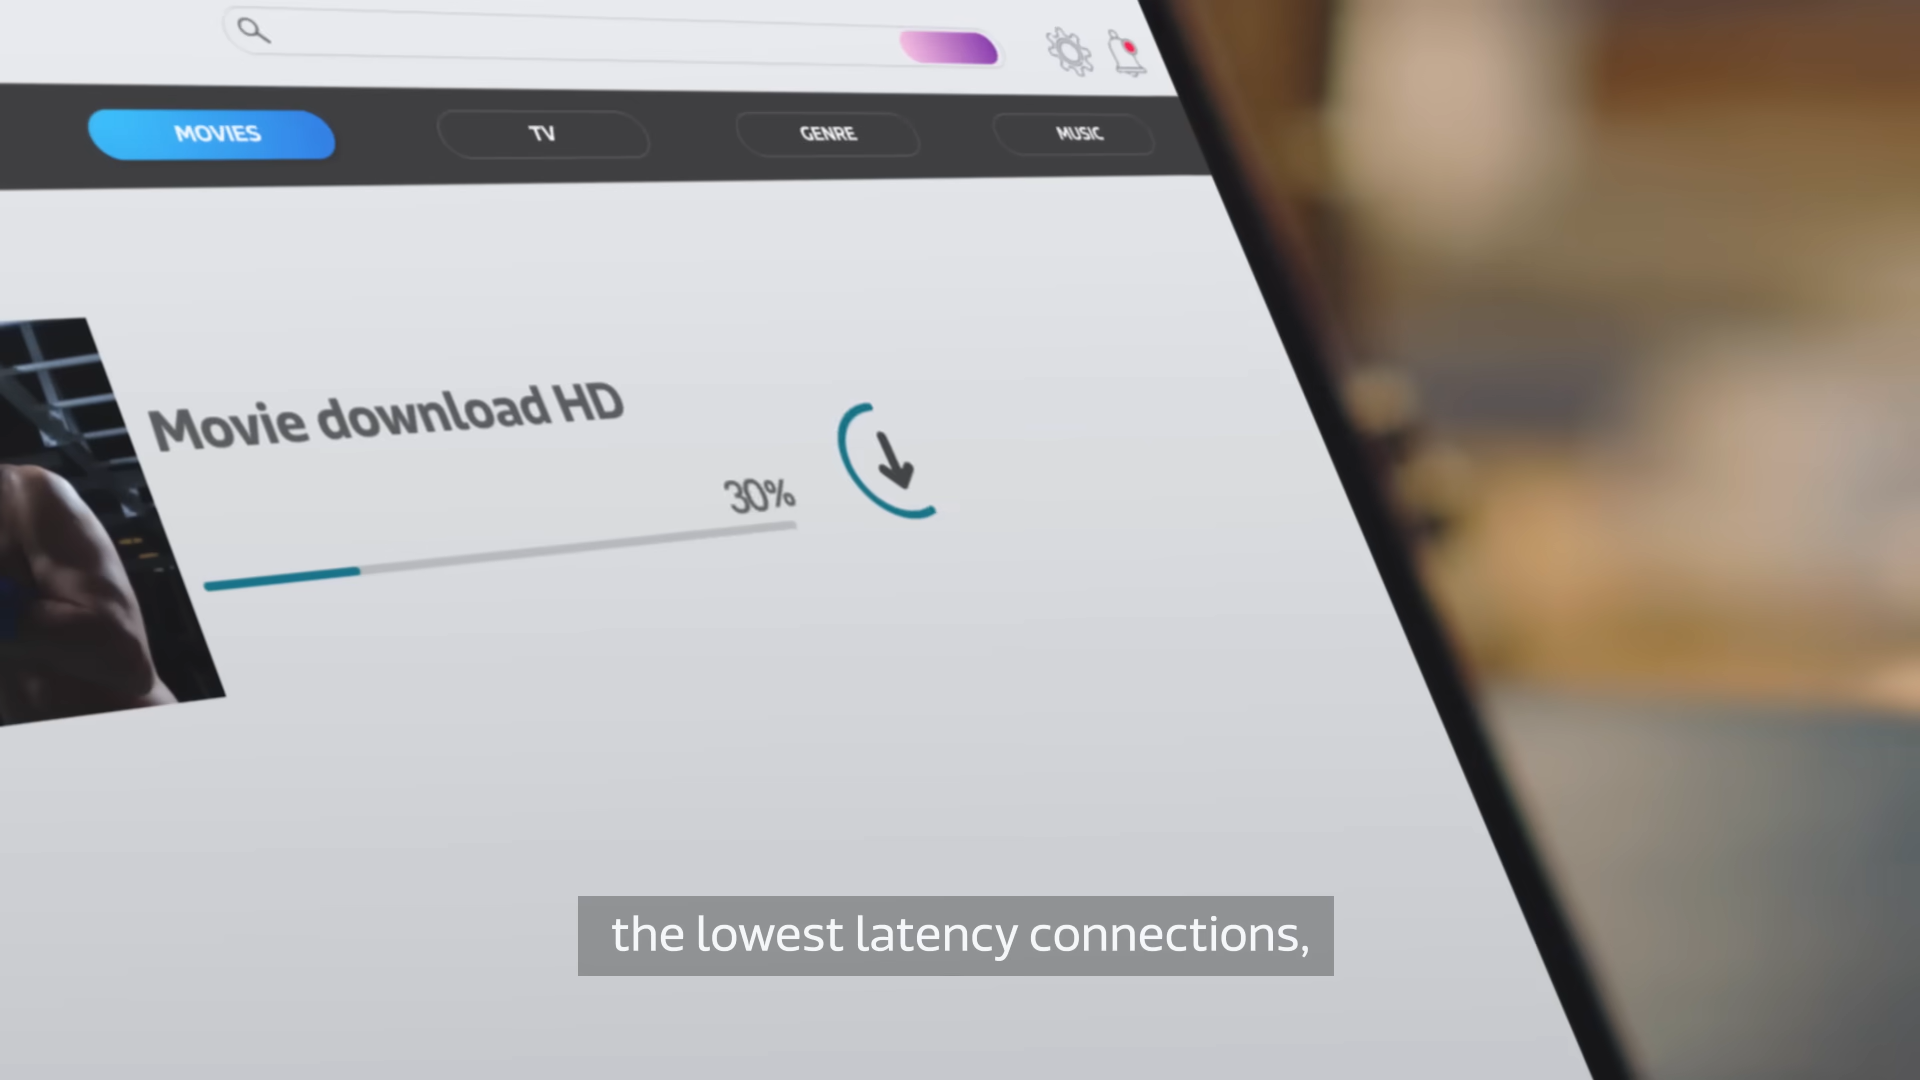 MOVIES
TV
GENRE
MUSIC
Movie download HD
30%
the lowest latency connections,